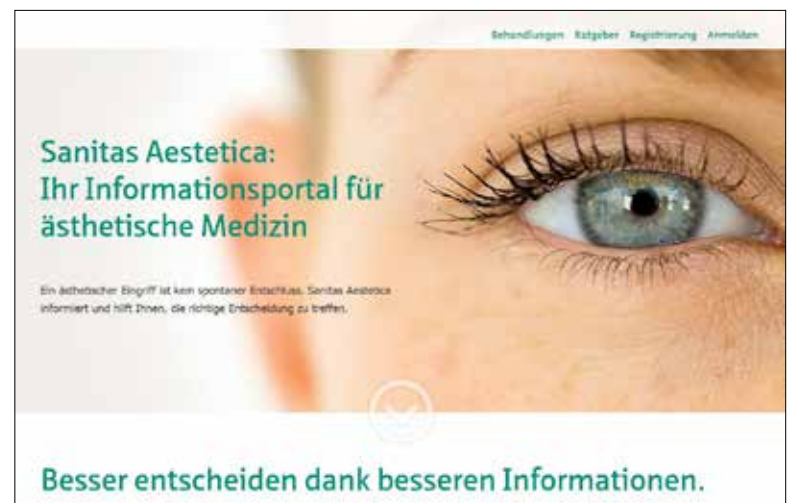 Behandlungen Ratgeber Registrierung Anmelden
Sanitas Aestetica:
Ihr Informationsportal für
ästhetische Medizin
Ein ästhetischer Eingriff ist kein spontaner Entschluss. Sanitas Aestetica
informiert und hilft Ihnen, die richtige Entscheidung zu treffen.
Besser entscheiden dank besseren Informationen.